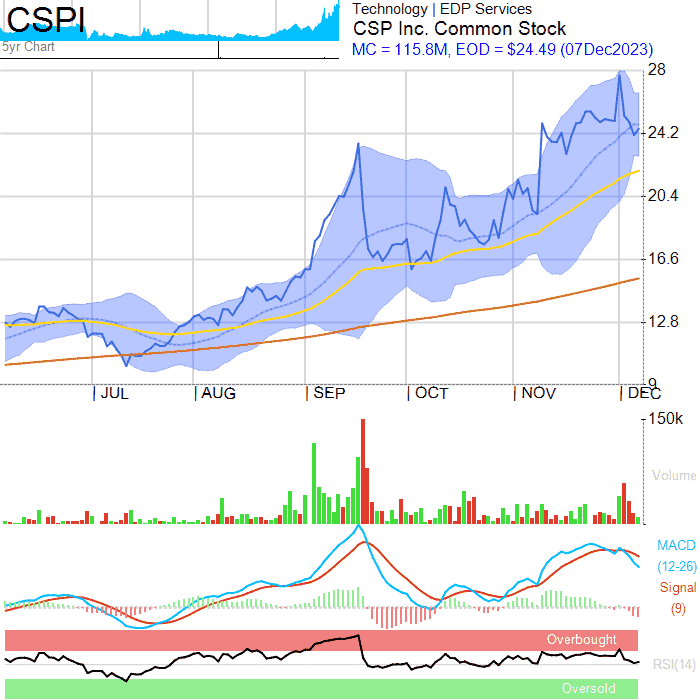 CSPI
5yr Chart
Technology | EDP Services
CSP Inc. Common Stock
MC = 115.8M, EOD = $24.49 (07Dec2023)
28
24.2
20.4
16.6
12.8
9
JUL AUG SEP OCT NOV DEC
150k
Volume
MACD
(12-26)
Signal
(9)
Overbought
RSI(14)
Oversold